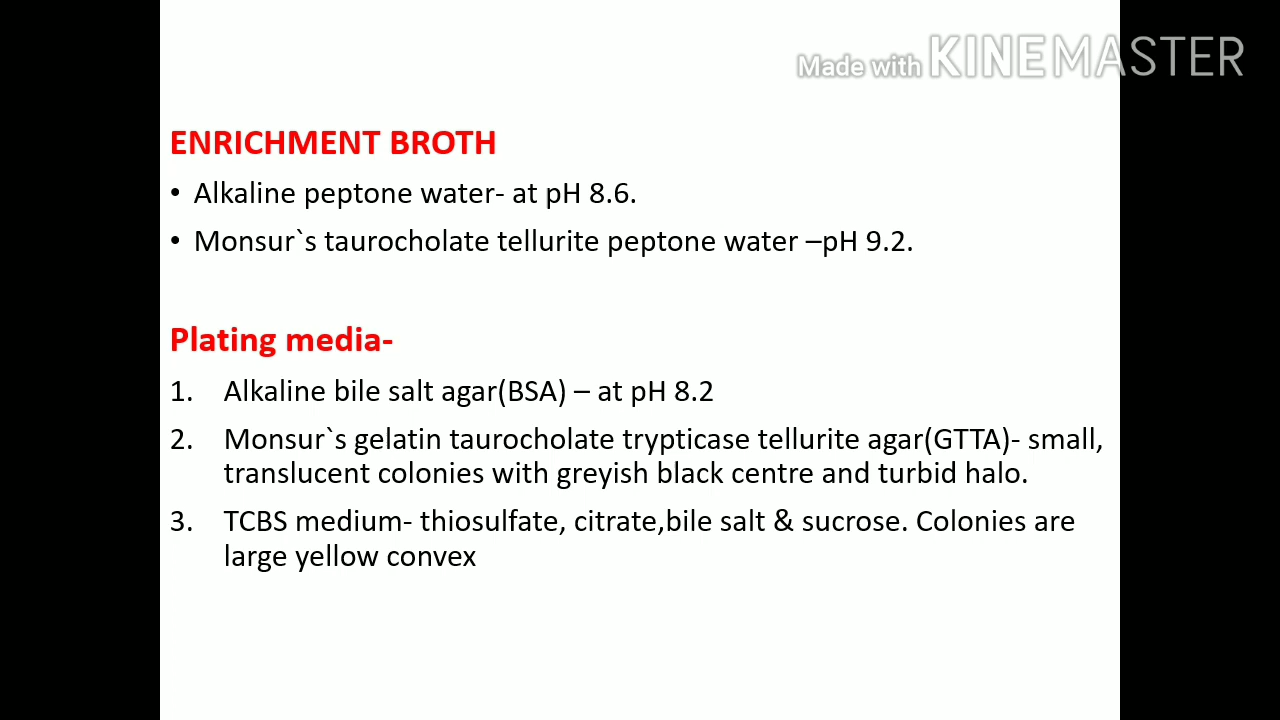 Made with KINEMASTER
ENRICHMENT BROTH
• Alkaline peptone water- at pH 8.6.
• Monsur`s taurocholate tellurite peptone water –pH 9.2.
Plating media-
1. Alkaline bile salt agar(BSA) – at pH 8.2
2. Monsur`s gelatin taurocholate trypticase tellurite agar(GTTA)- small,
translucent colonies with greyish black centre and turbid halo.
3. TCBS medium- thiosulfate, citrate,bile salt & sucrose. Colonies are
large yellow convex